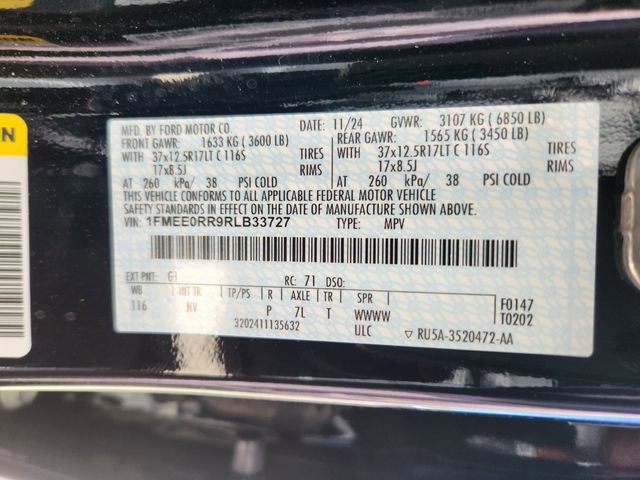 MFD. BY FORD MOTOR CO. DATE: 11/24 GVWR: 3107 KG ( 6850 LB)
FRONT GAWR: 1633 KG ( 3600 LB) REAR GAWR: 1565 KG ( 3450 LB)
WITH 37x12.5R17LT C 116S TIRES WITH 37x12.5R17LT C 116S TIRES
17x8.5J RIMS 17x8.5J RIMS
AT 260 kPa/ 38 PSI COLD AT 260 kPa/ 38 PSI COLD
THIS VEHICLE CONFORMS TO ALL APPLICABLE FEDERAL MOTOR VEHICLE
SAFETY STANDARDS IN EFFECT ON THE DATE OF MANUFACTURE SHOWN ABOVE.
VIN: 1FMEE0RR9RLB33727 TYPE: MPV
EXT PNT: G1 RC: 71 DSO:
WB INT TR TP/PS R AXLE TR SPR F0147
116 NV P 7L T WWWW T0202
3202411135632 ULC ▽ RU5A-3520472-AA